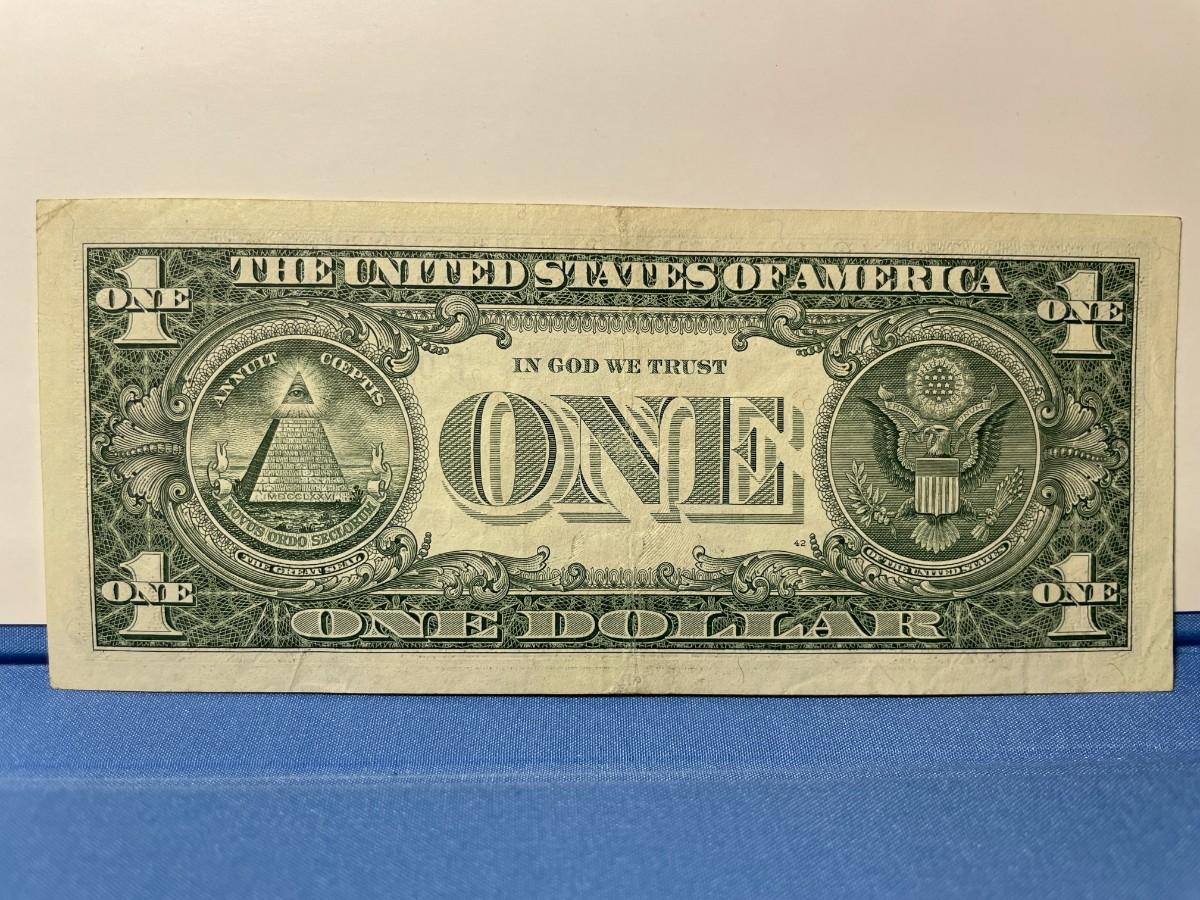 THE UNITED STATES OF AMERICA
1
ONE
1
ONE
ANNUIT CŒPTIS
MDCCLXXVI
NOVUS ORDO SECLORUM
THE GREAT SEAL
IN GOD WE TRUST
ONE
42
OF THE UNITED STATES
1
ONE
1
ONE
ONE DOLLAR